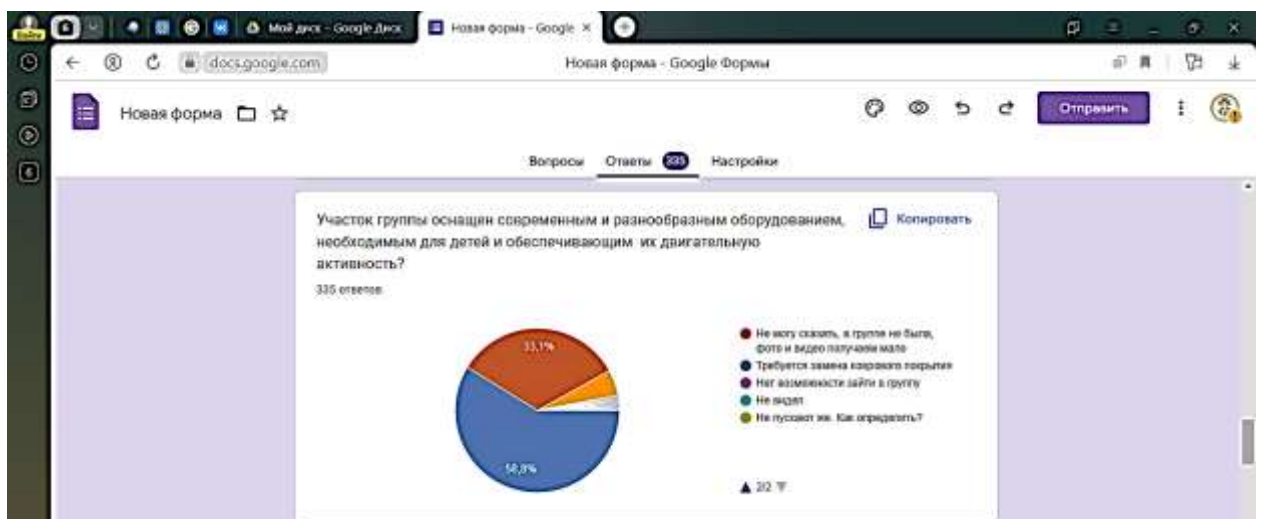 Войти
6
Мой диск - Google Диск
Новая форма - Google
docs.google.com
Новая форма - Google Формы
Новая форма
Отправить
Вопросы Ответы 335 Настройки
Участок группы оснащен современным и разнообразным оборудованием,
необходимым для детей и обеспечивающим их двигательную
активность?
Копировать
335 ответов
33,1%
58,8%
Не могу сказать, в группе не была,
фото и видео получаем мало
Требуется замена коврового покрытия
Нет возможности зайти в группу
Не видел
Не пускают же. Как определить?
2/2
6